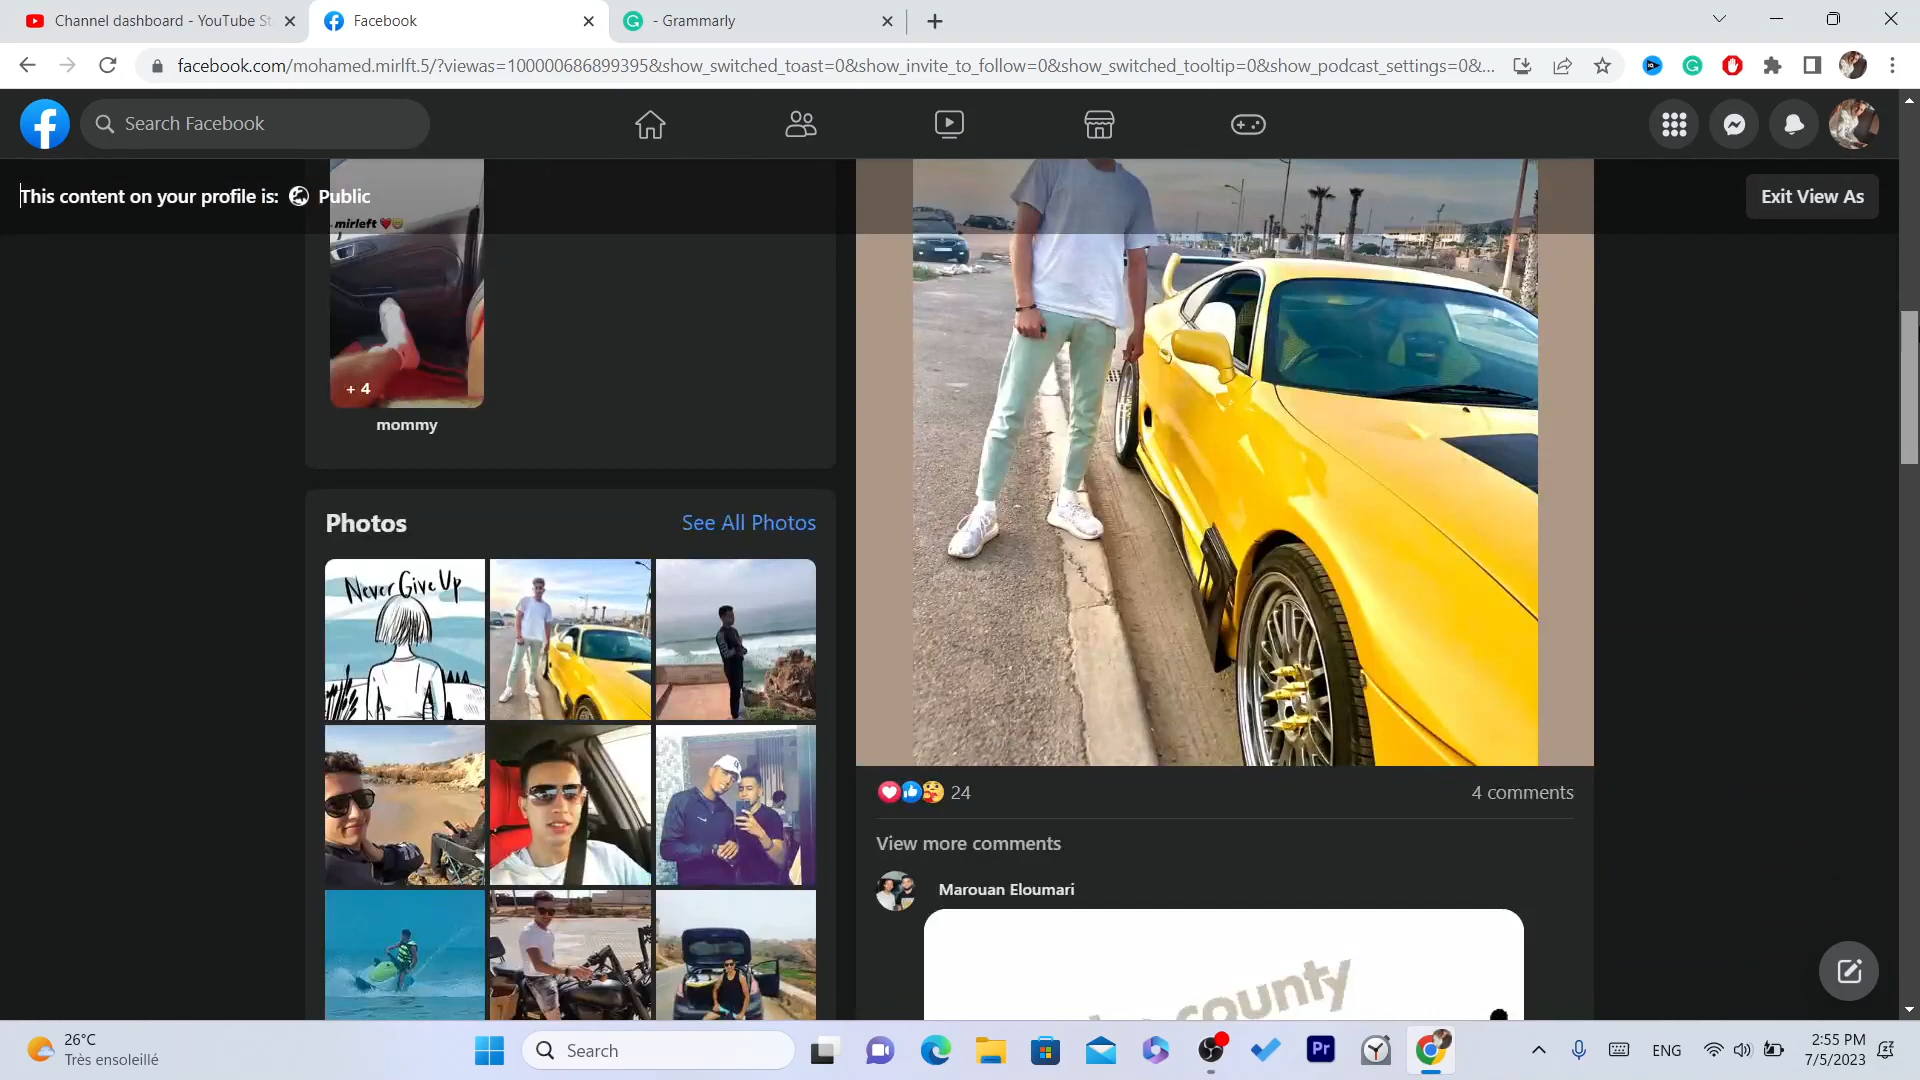 Channel dashboard - YouTube St
Facebook
- Grammarly
facebook.com/mohamed.mirlft.5/?viewas=100000686899395&show_switched_toast=0&show_invite_to_follow=0&show_switched_tooltip=0&show_podcast_settings=0&...
Search Facebook
This content on your profile is: Public
Exit View As
mirleft ❤️😊
+ 4
mommy
Photos
See All Photos
Never Give Up
24
4 comments
View more comments
Marouan Eloumari
county
26°C
Très ensoleillé
Search
Pr
ENG
2:55 PM
7/5/2023